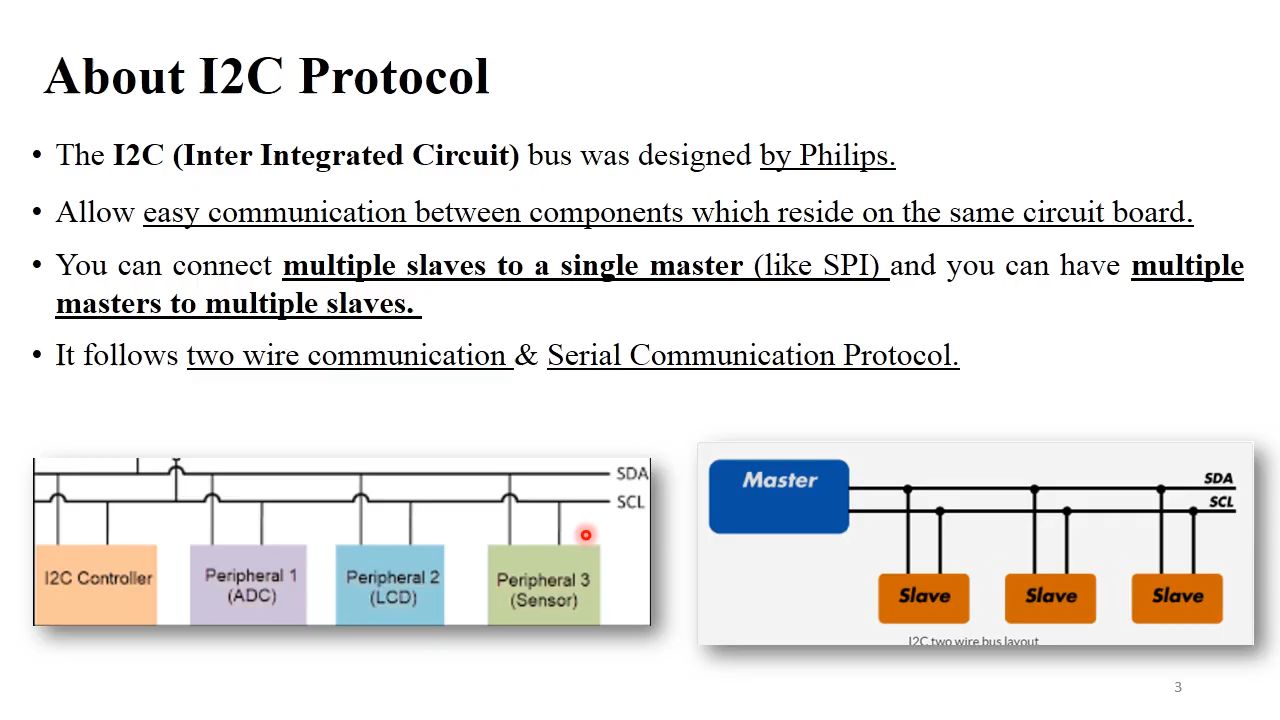 About I2C Protocol
• The I2C (Inter Integrated Circuit) bus was designed by Philips.
• Allow easy communication between components which reside on the same circuit board.
• You can connect multiple slaves to a single master (like SPI) and you can have multiple
masters to multiple slaves.
• It follows two wire communication & Serial Communication Protocol.
SDA
SCL
I2C Controller
Peripheral 1
(ADC)
Peripheral 2
(LCD)
Peripheral 3
(Sensor)
Master
SDA
SCL
Slave
Slave
Slave
I2C two wire bus layout
3